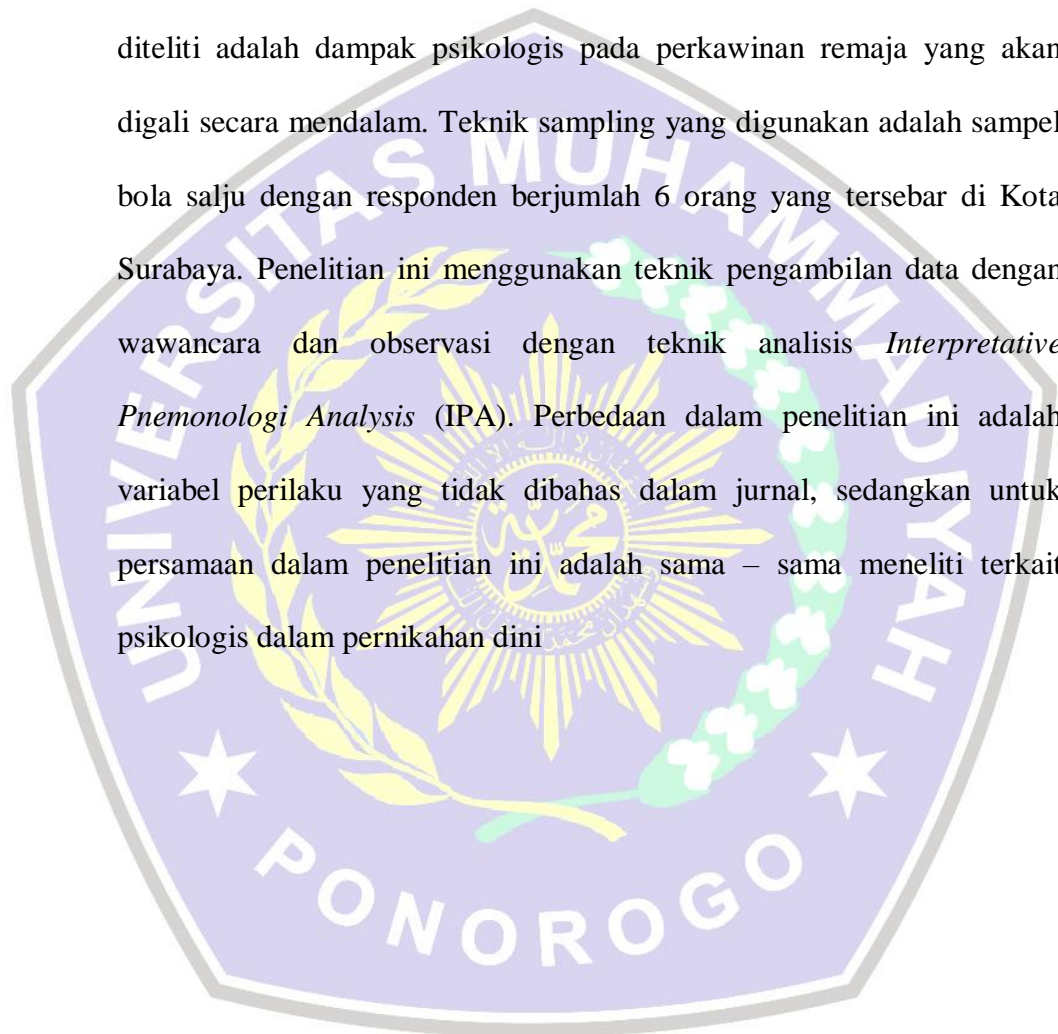 diteliti adalah dampak psikologis pada perkawinan remaja yang akan
digali secara mendalam. Teknik sampling yang digunakan adalah sampel
bola salju dengan responden berjumlah 6 orang yang tersebar di Kota
Surabaya. Penelitian ini menggunakan teknik pengambilan data dengan
wawancara dan observasi dengan teknik analisis Interpretative
Pnemonologi Analysis (IPA). Perbedaan dalam penelitian ini adalah
variabel perilaku yang tidak dibahas dalam jurnal, sedangkan untuk
persamaan dalam penelitian ini adalah sama – sama meneliti terkait
psikologis dalam pernikahan dini
UNIVERSITAS MUHAMMADIYAH
PONOROGO